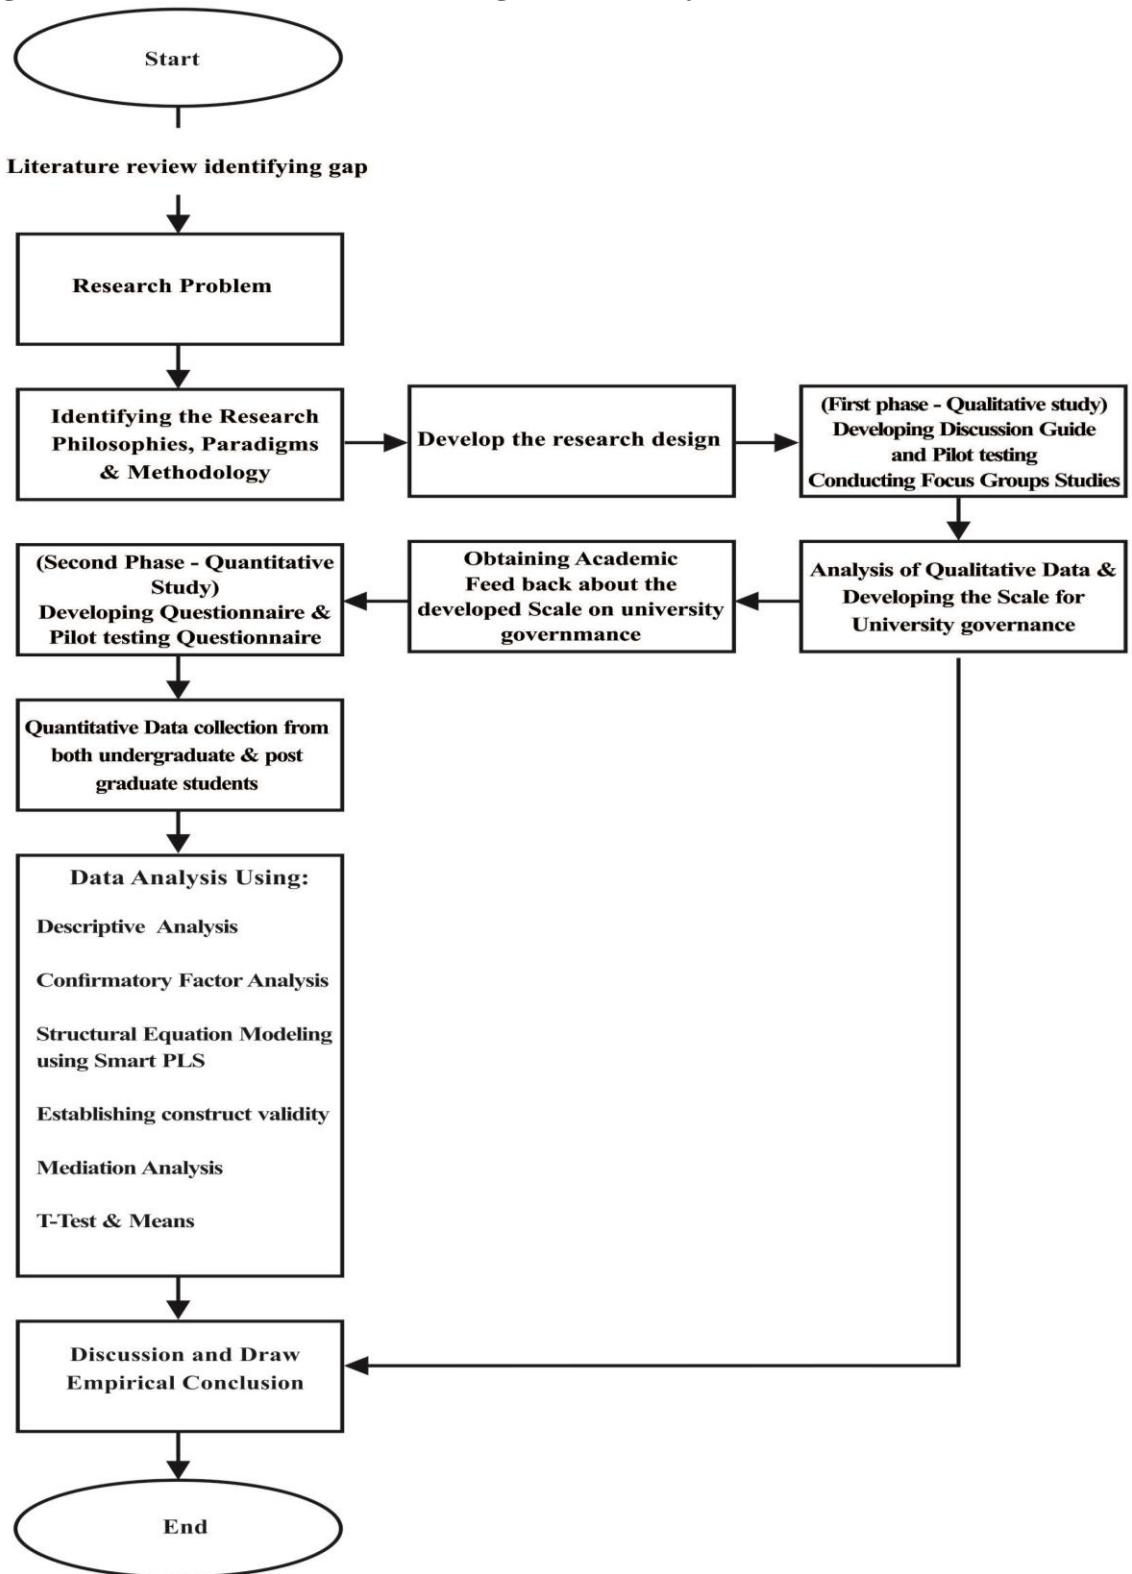 Start
Literature review identifying gap
Research Problem
Identifying the Research
Philosophies, Paradigms
& Methodology
Develop the research design
(First phase - Qualitative study)
Developing Discussion Guide
and Pilot testing
Conducting Focus Groups Studies
Analysis of Qualitative Data &
Developing the Scale for
University governance
Obtaining Academic
Feed back about the
developed Scale on university
governmance
(Second Phase - Quantitative
Study)
Developing Questionnaire &
Pilot testing Questionnaire
Quantitative Data collection from
both undergraduate & post
graduate students
Data Analysis Using:
Descriptive Analysis
Confirmatory Factor Analysis
Structural Equation Modeling
using Smart PLS
Establishing construct validity
Mediation Analysis
T-Test & Means
Discussion and Draw
Empirical Conclusion
End